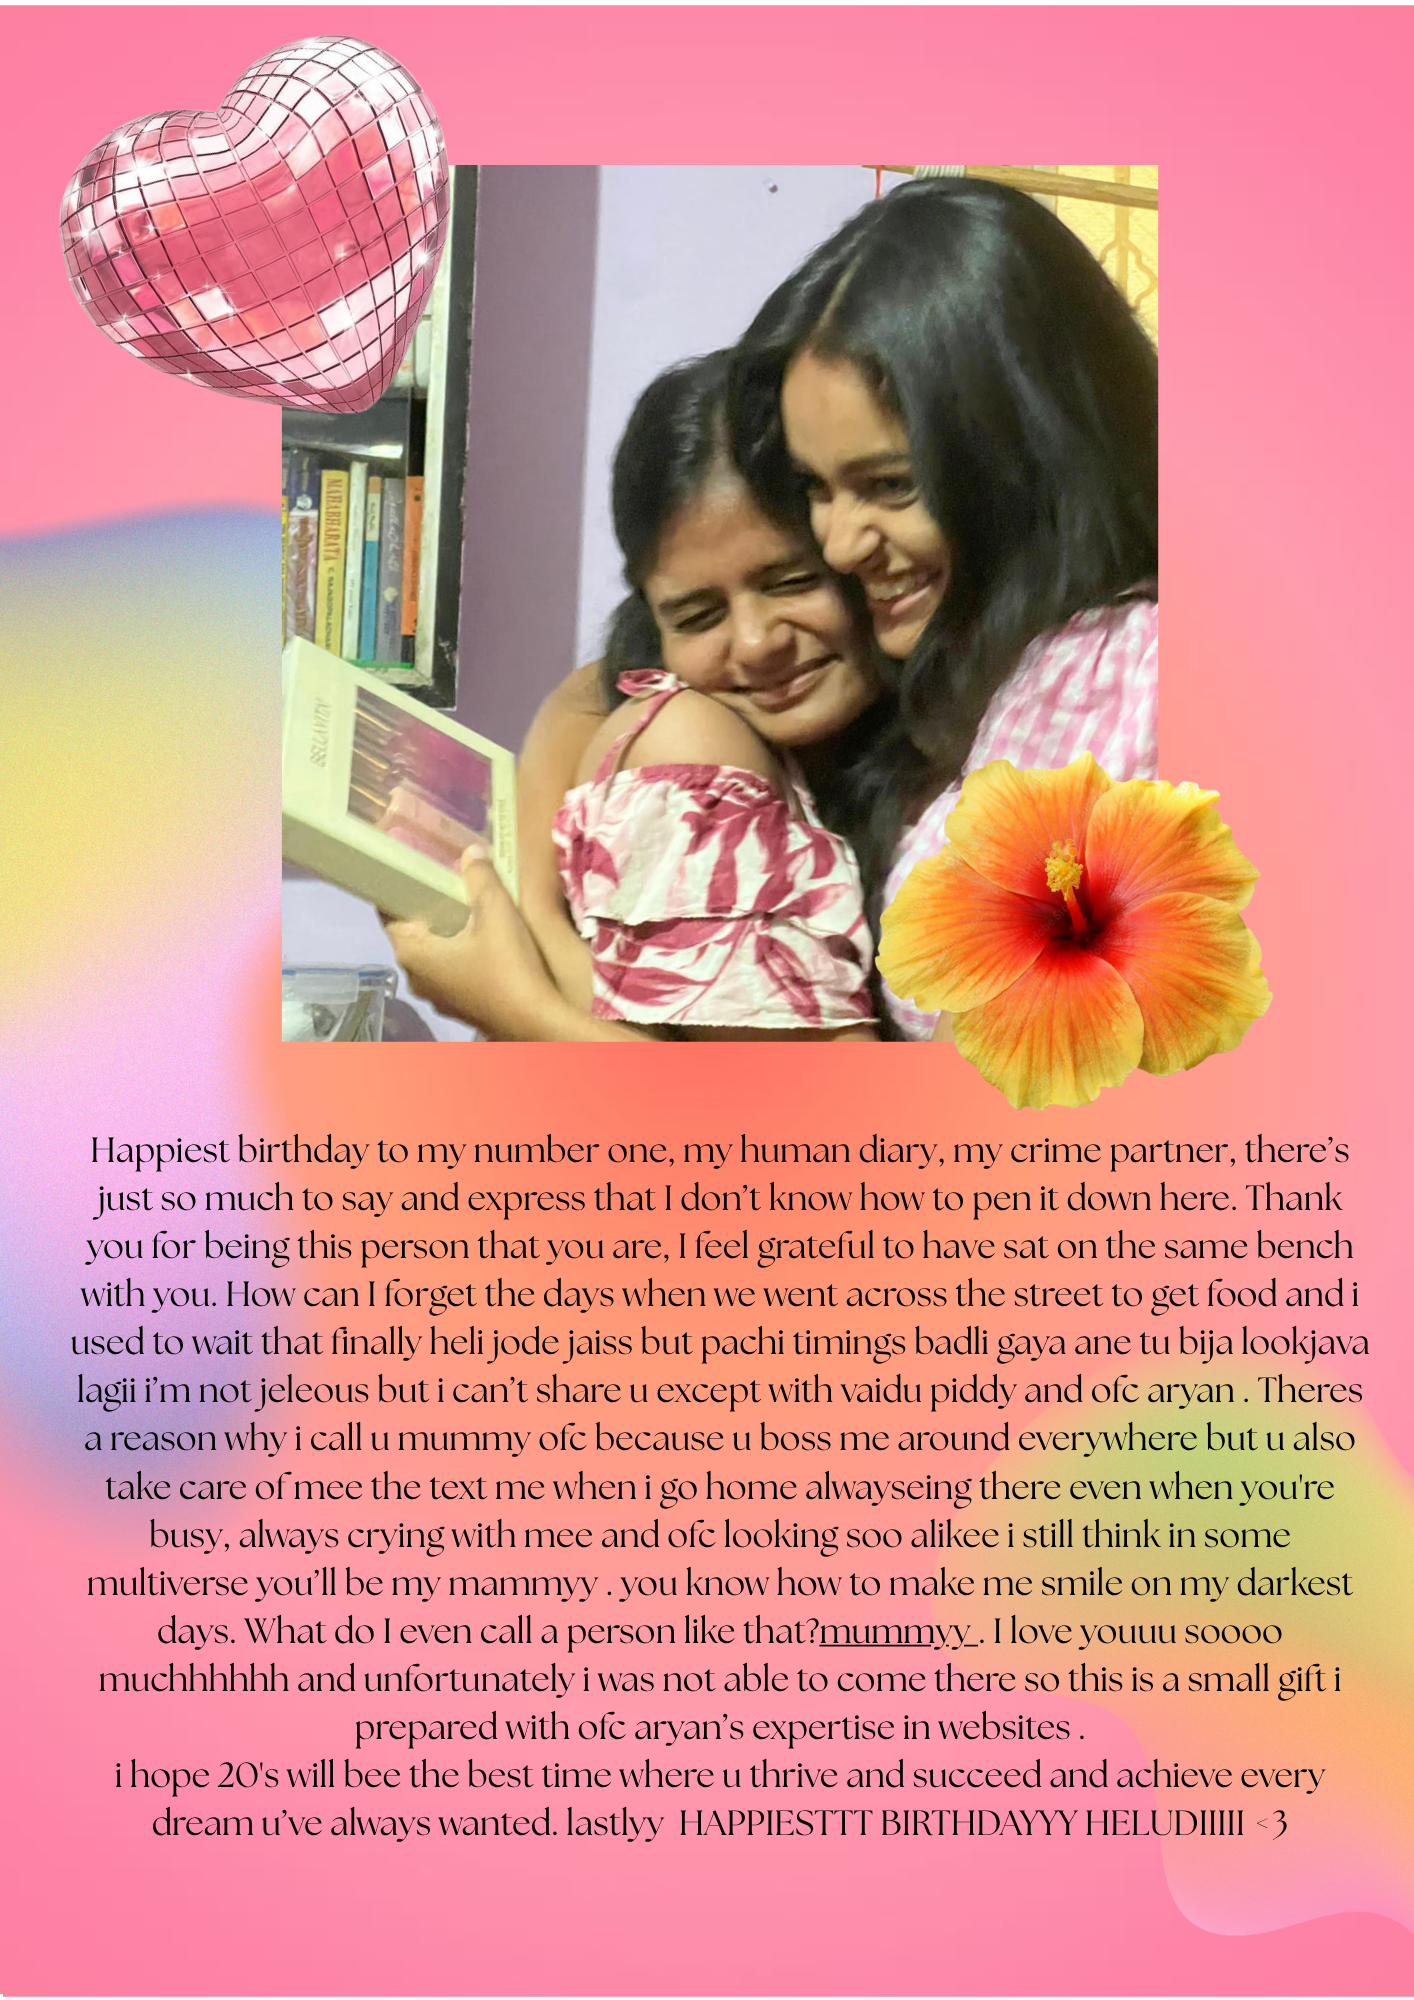 MAHABHARATA
BELLAVITA
Happiest birthday to my number one, my human diary, my crime partner, there’s
just so much to say and express that I don’t know how to pen it down here. Thank
you for being this person that you are, I feel grateful to have sat on the same bench
with you. How can I forget the days when we went across the street to get food and i
used to wait that finally heli jode jaiss but pachi timings badli gaya ane tu bija lookjava
lagii i’m not jeleous but i can’t share u except with vaidu piddy and ofc aryan . Theres
a reason why i call u mummy ofc because u boss me around everywhere but u also
take care of mee the text me when i go home alwayseing there even when you're
busy, always crying with mee and ofc looking soo alikee i still think in some
multiverse you’ll be my mammyy . you know how to make me smile on my darkest
days. What do I even call a person like that?mummyy . I love youuu soooo
muchhhhhh and unfortunately i was not able to come there so this is a small gift i
prepared with ofc aryan’s expertise in websites .
i hope 20's will bee the best time where u thrive and succeed and achieve every
dream u’ve always wanted. lastlyy HAPPIESTTT BIRTHDAYYY HELUDIIIII <3